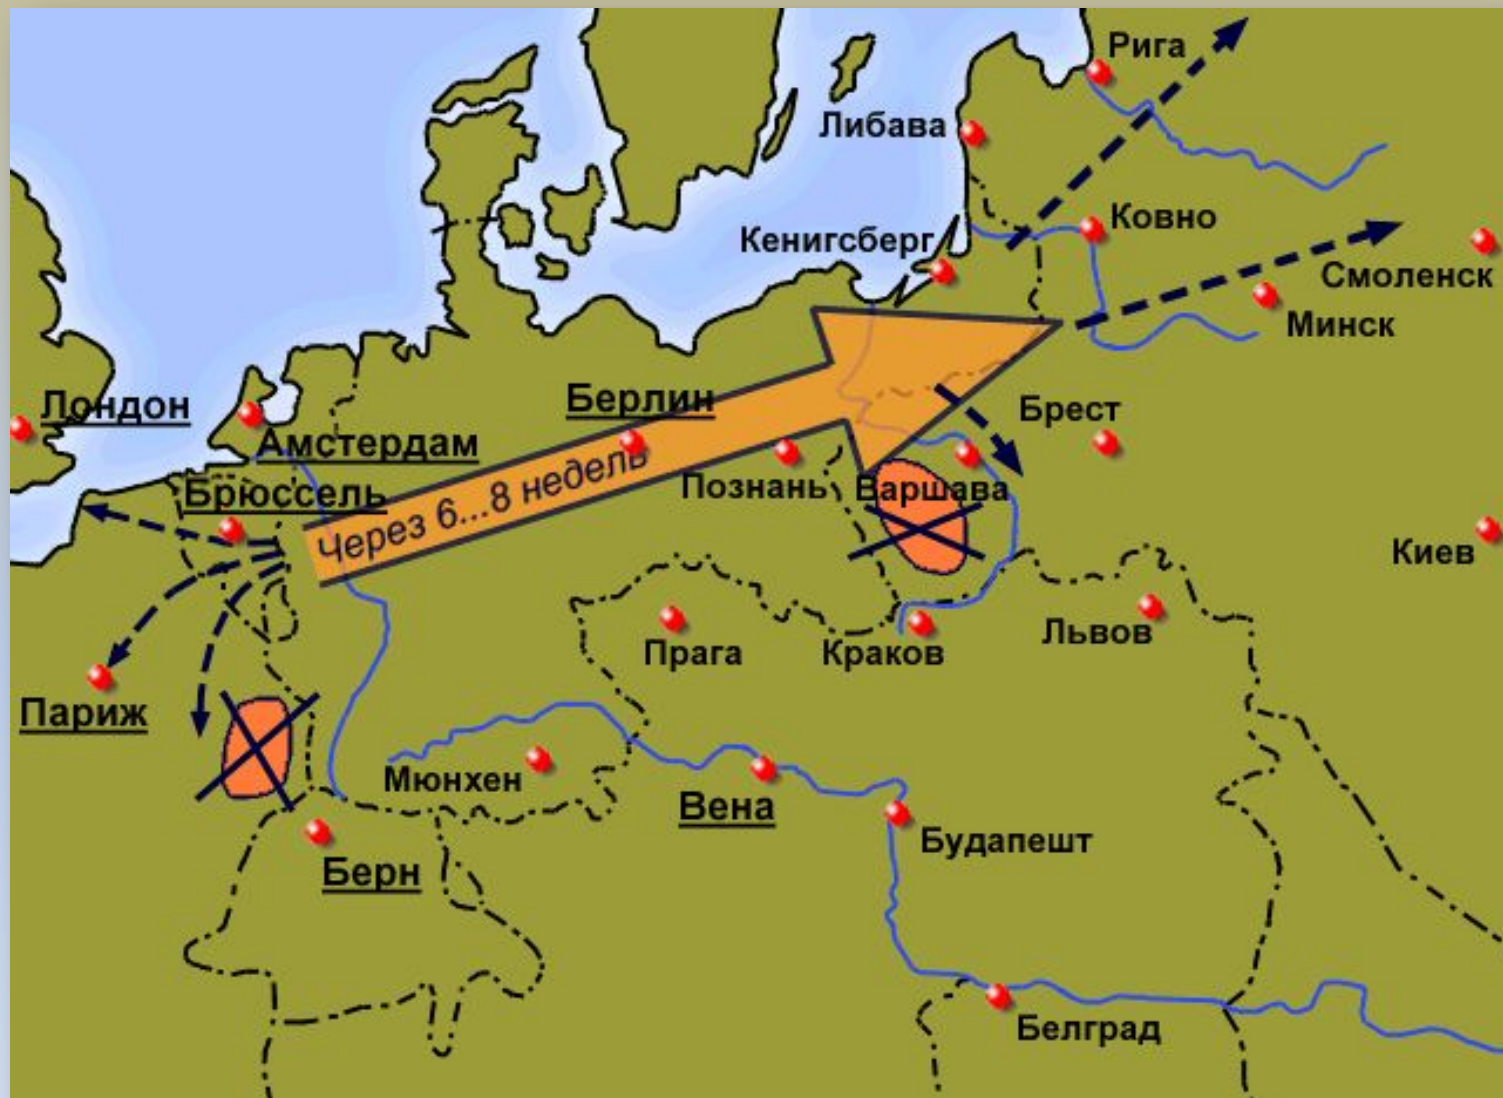 Рига
Либава
Ковно
Кенигсберг
Смоленск
Минск
Лондон
Берлин
Амстердам
Брест
Брюссель
Через 6...8 недель
Познань
Варшава
Киев
Прага
Краков
Львов
Париж
Мюнхен
Вена
Будапешт
Берн
Белград